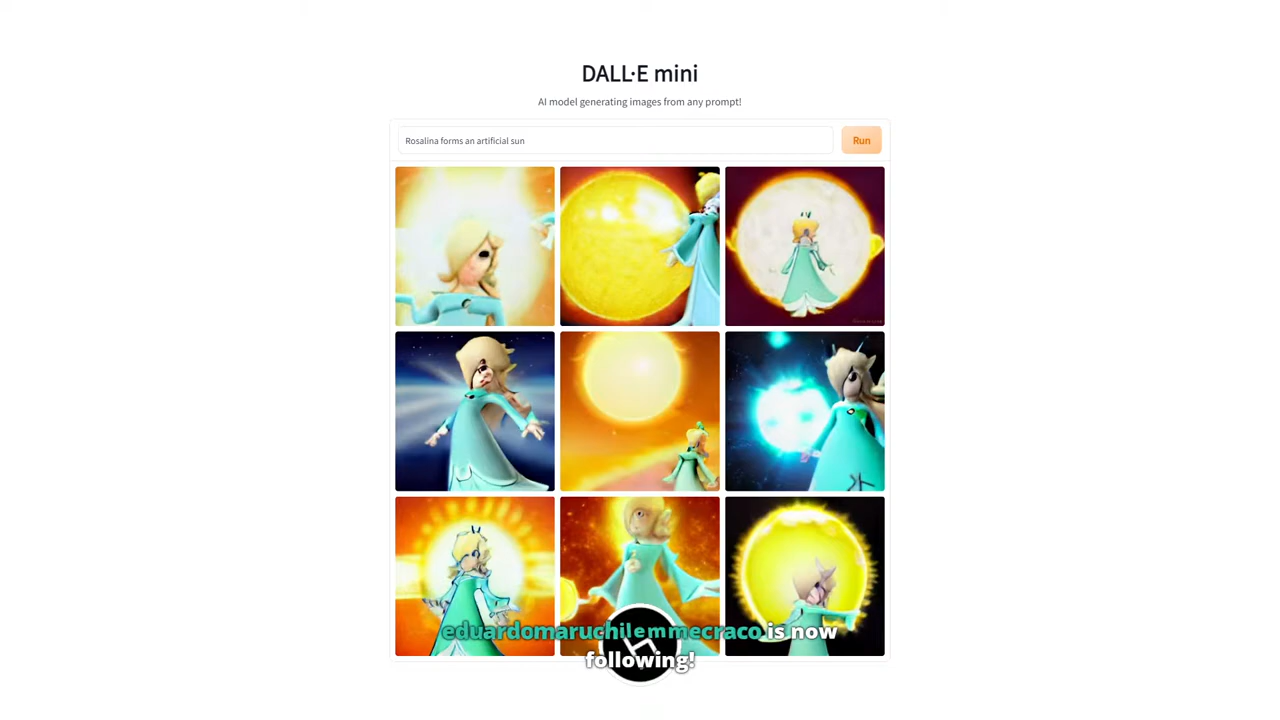 DALL·E mini
AI model generating images from any prompt!
Rosalina forms an artificial sun
Run
eduardomaruchilemmecraco is now
following!